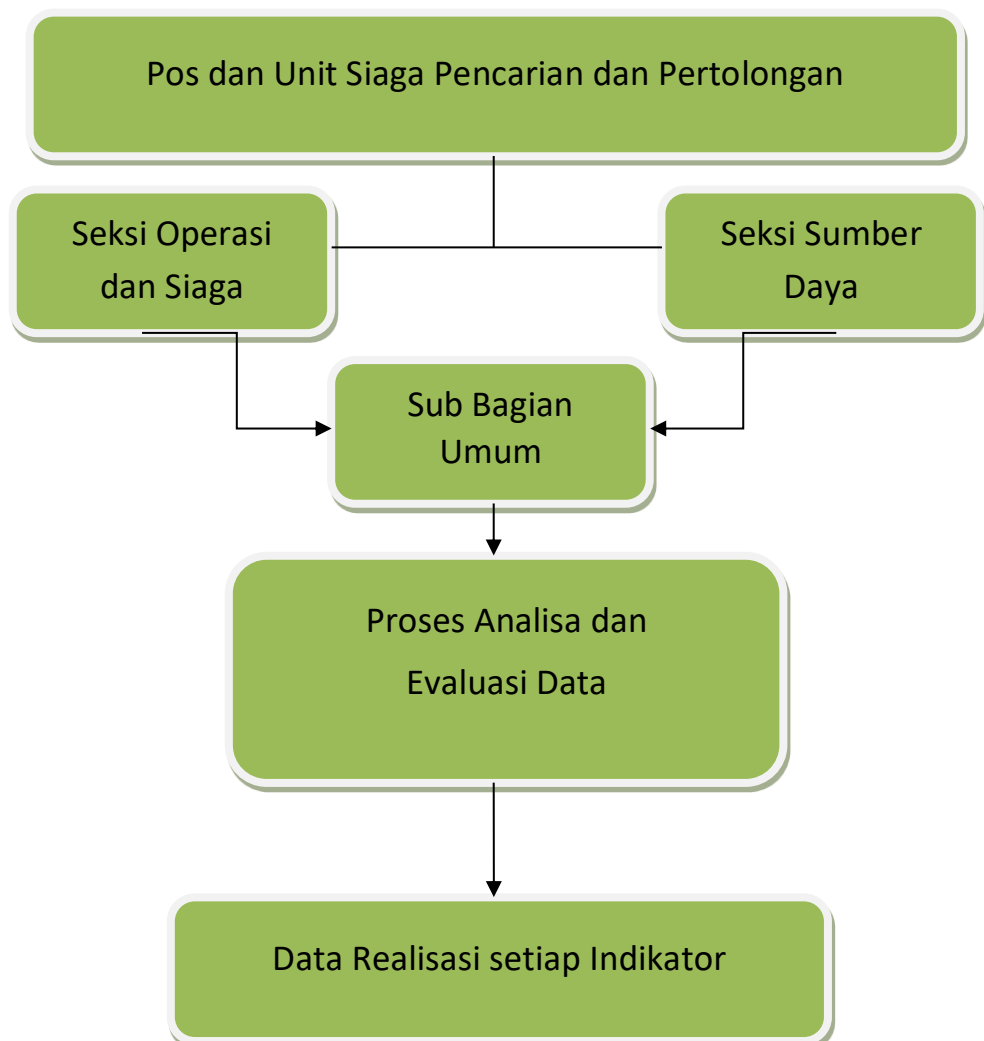 Pos dan Unit Siaga Pencarian dan Pertolongan
Seksi Operasi
dan Siaga
Seksi Sumber
Daya
Sub Bagian
Umum
Proses Analisa dan
Evaluasi Data
Data Realisasi setiap Indikator